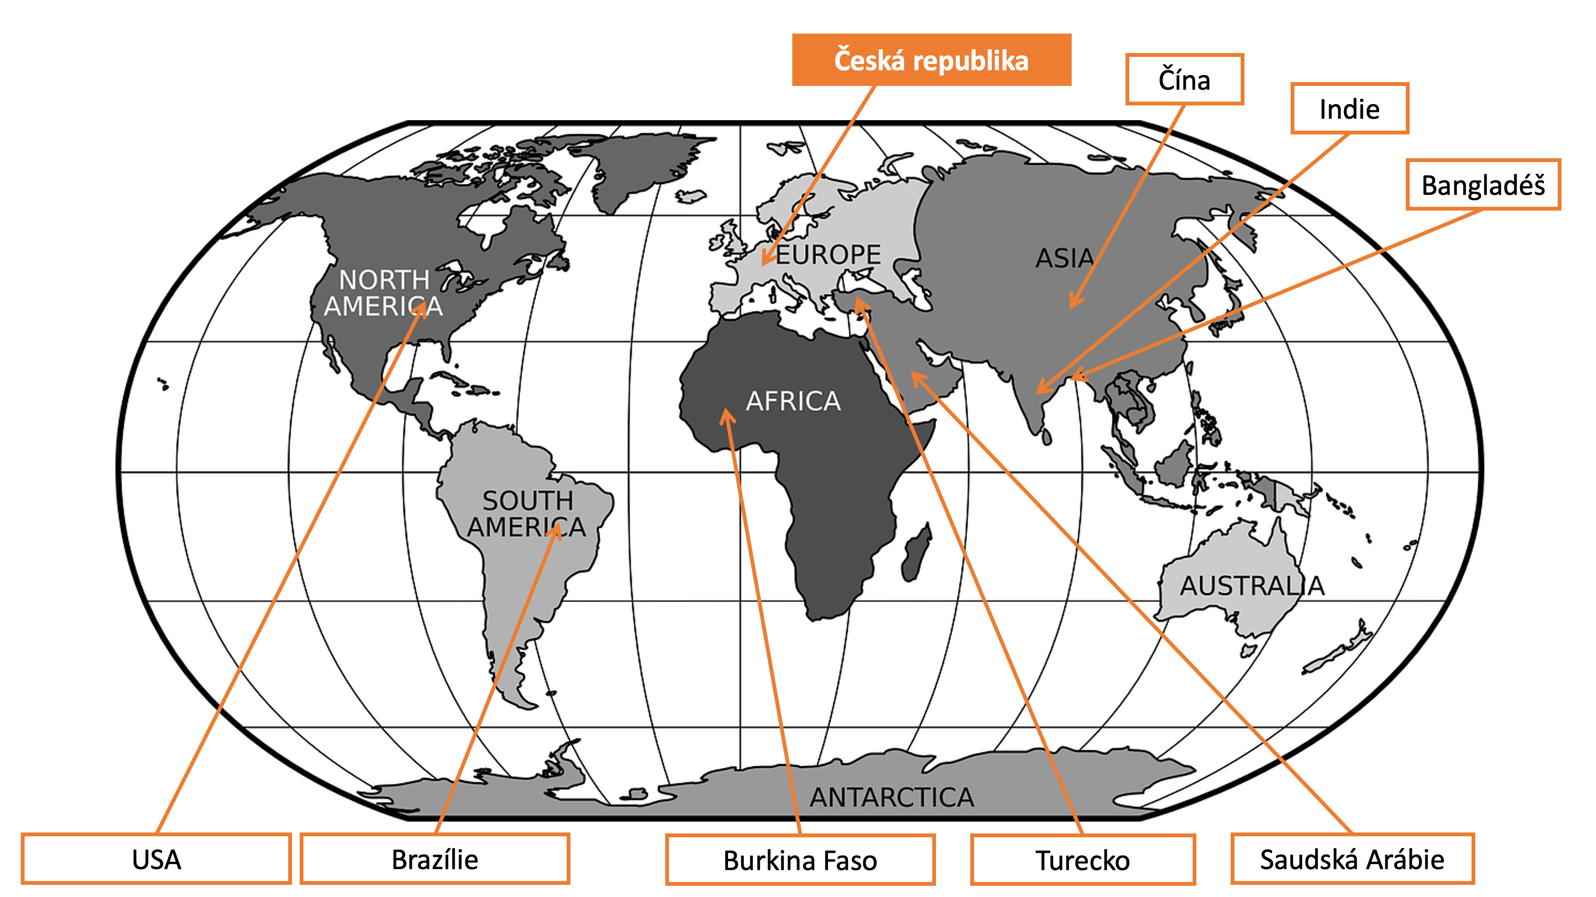 Česká republika
Čína
Indie
Bangladéš
NORTH
AMERICA
EUROPE
ASIA
AFRICA
SOUTH
AMERICA
AUSTRALIA
ANTARCTICA
USA
Brazílie
Burkina Faso
Turecko
Saudská Arábie